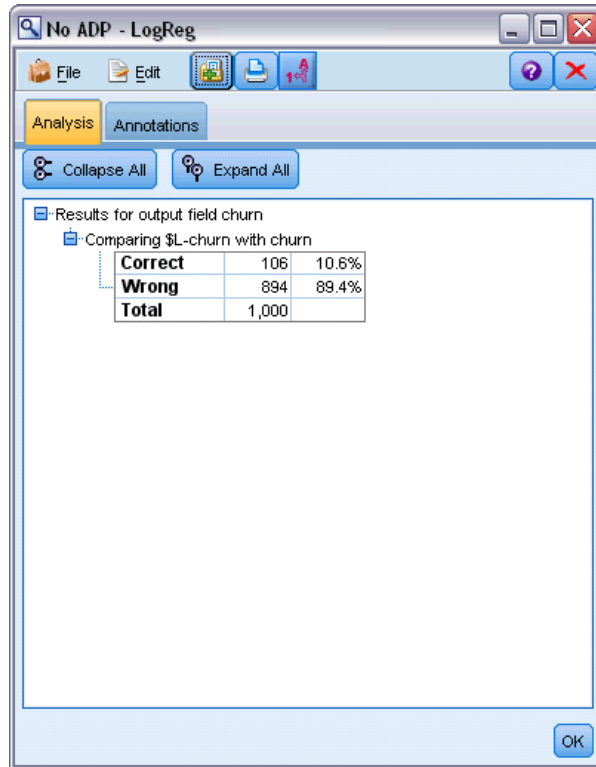 No ADP - LogReg
File Edit
Analysis Annotations
Collapse All Expand All
Results for output field churn
Comparing $L-churn with churn
Correct 106 10.6%
Wrong 894 89.4%
Total 1,000
OK